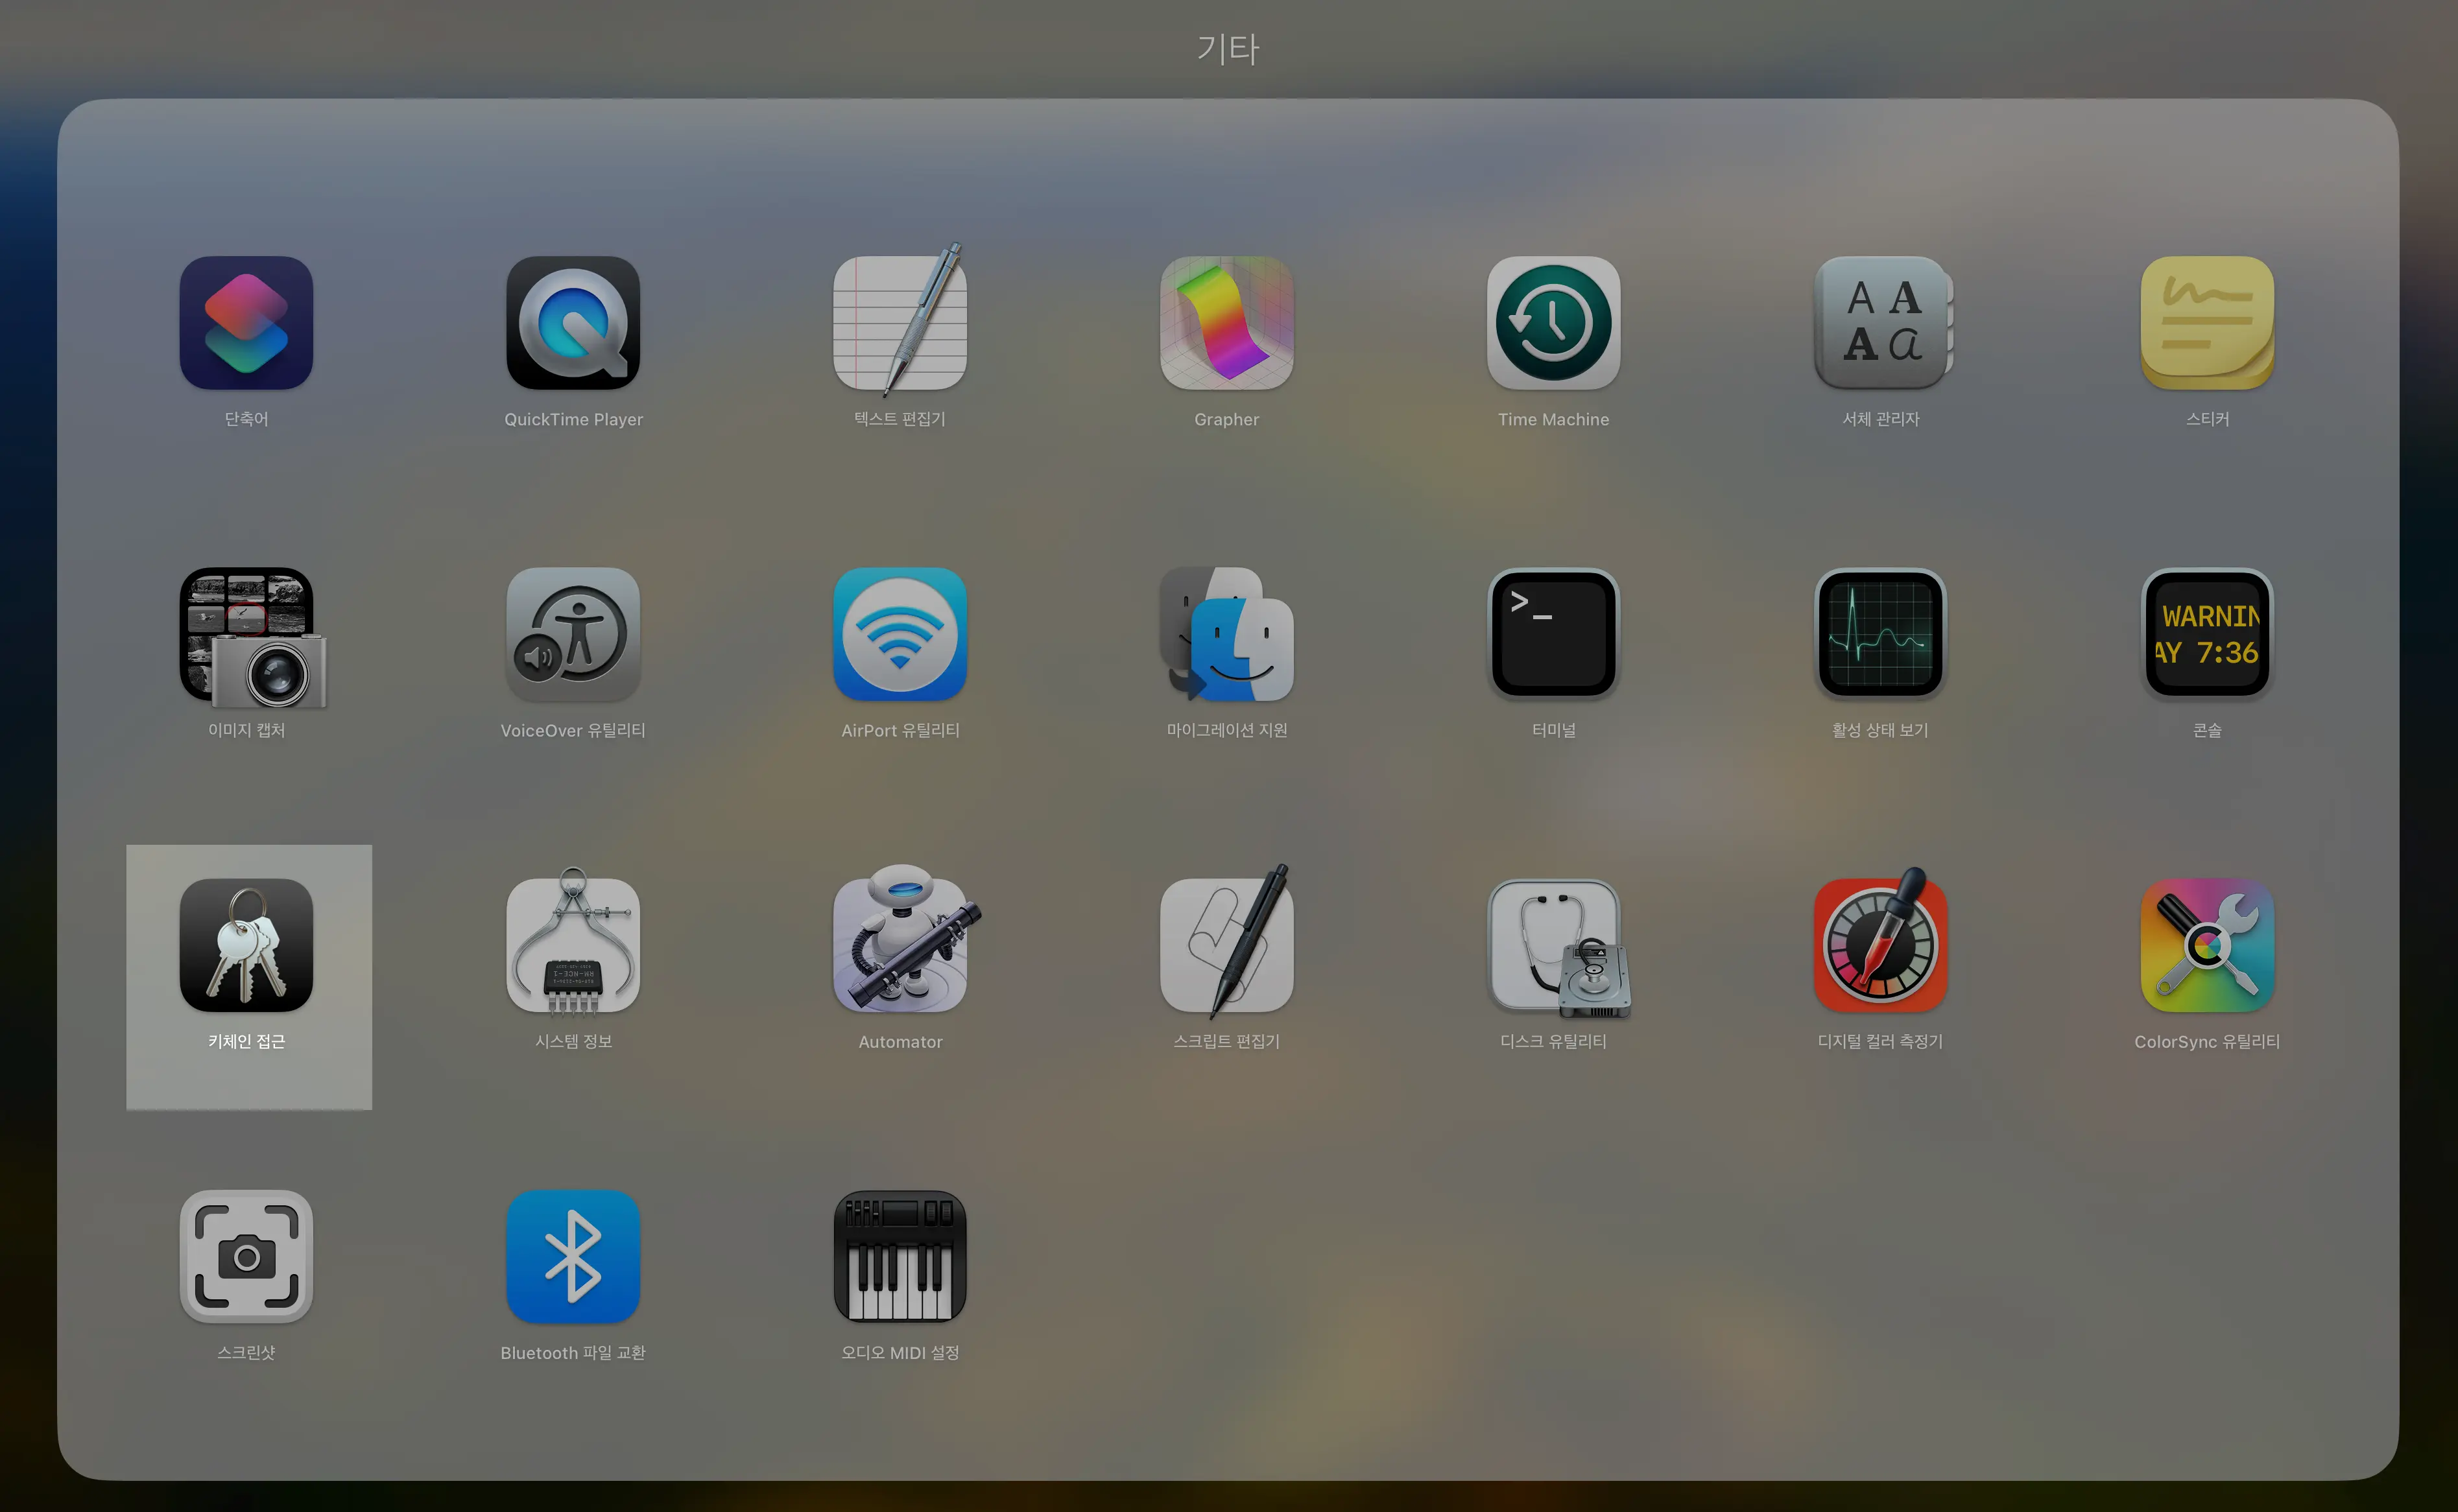 기타
단축어
QuickTime Player
텍스트 편집기
Grapher
Time Machine
서체 관리자
스티커
이미지 캡처
VoiceOver 유틸리티
AirPort 유틸리티
마이그레이션 지원
터미널
활성 상태 보기
콘솔
키체인 접근
시스템 정보
Automator
스크립트 편집기
디스크 유틸리티
디지털 컬러 측정기
ColorSync 유틸리티
스크린샷
Bluetooth 파일 교환
오디오 MIDI 설정
A A
A a
>_
WARNIN
AY 7:36